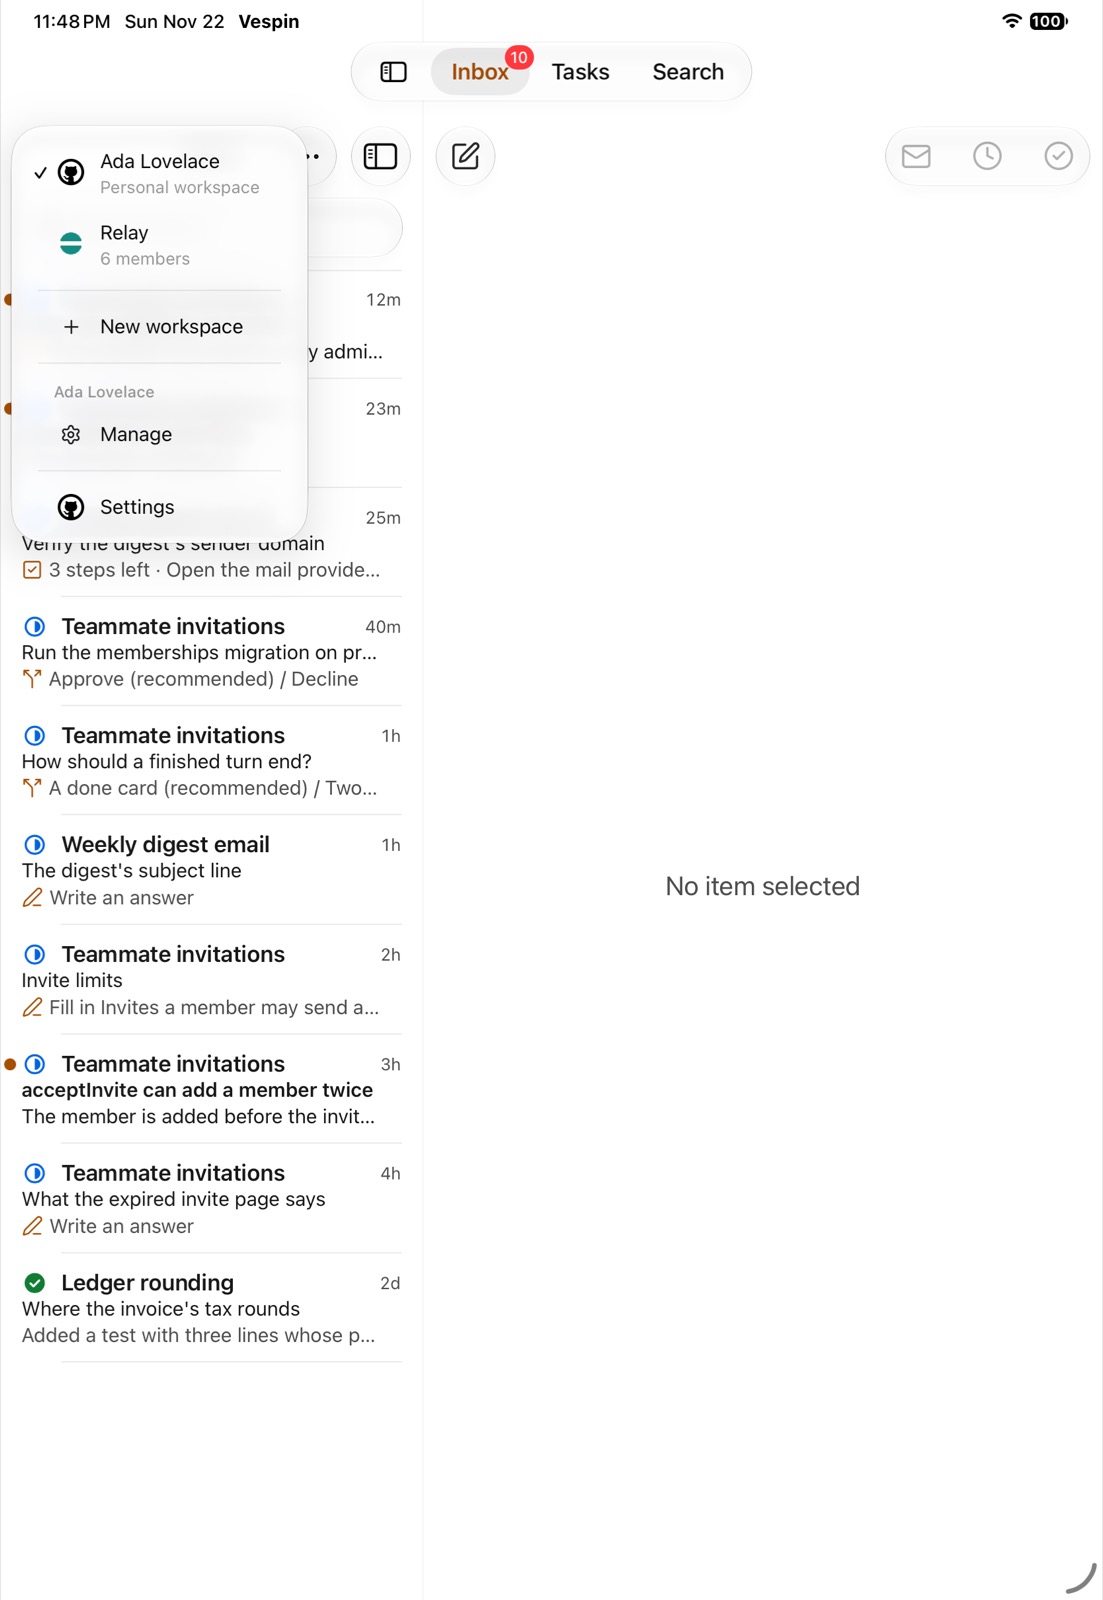 11:48 PM Sun Nov 22 Vespin
100
Inbox
10
Tasks
Search
Ada Lovelace
Personal workspace
Relay
6 members
New workspace
Ada Lovelace
Manage
Settings
12m
y admi...
23m
25m
Verify the digest's sender domain
3 steps left · Open the mail provide...
Teammate invitations 40m
Run the memberships migration on pr...
Approve (recommended) / Decline
Teammate invitations 1h
How should a finished turn end?
A done card (recommended) / Two...
Weekly digest email 1h
The digest's subject line
Write an answer
Teammate invitations 2h
Invite limits
Fill in Invites a member may send a...
Teammate invitations 3h
acceptInvite can add a member twice
The member is added before the invit...
Teammate invitations 4h
What the expired invite page says
Write an answer
Ledger rounding 2d
Where the invoice's tax rounds
Added a test with three lines whose p...
No item selected